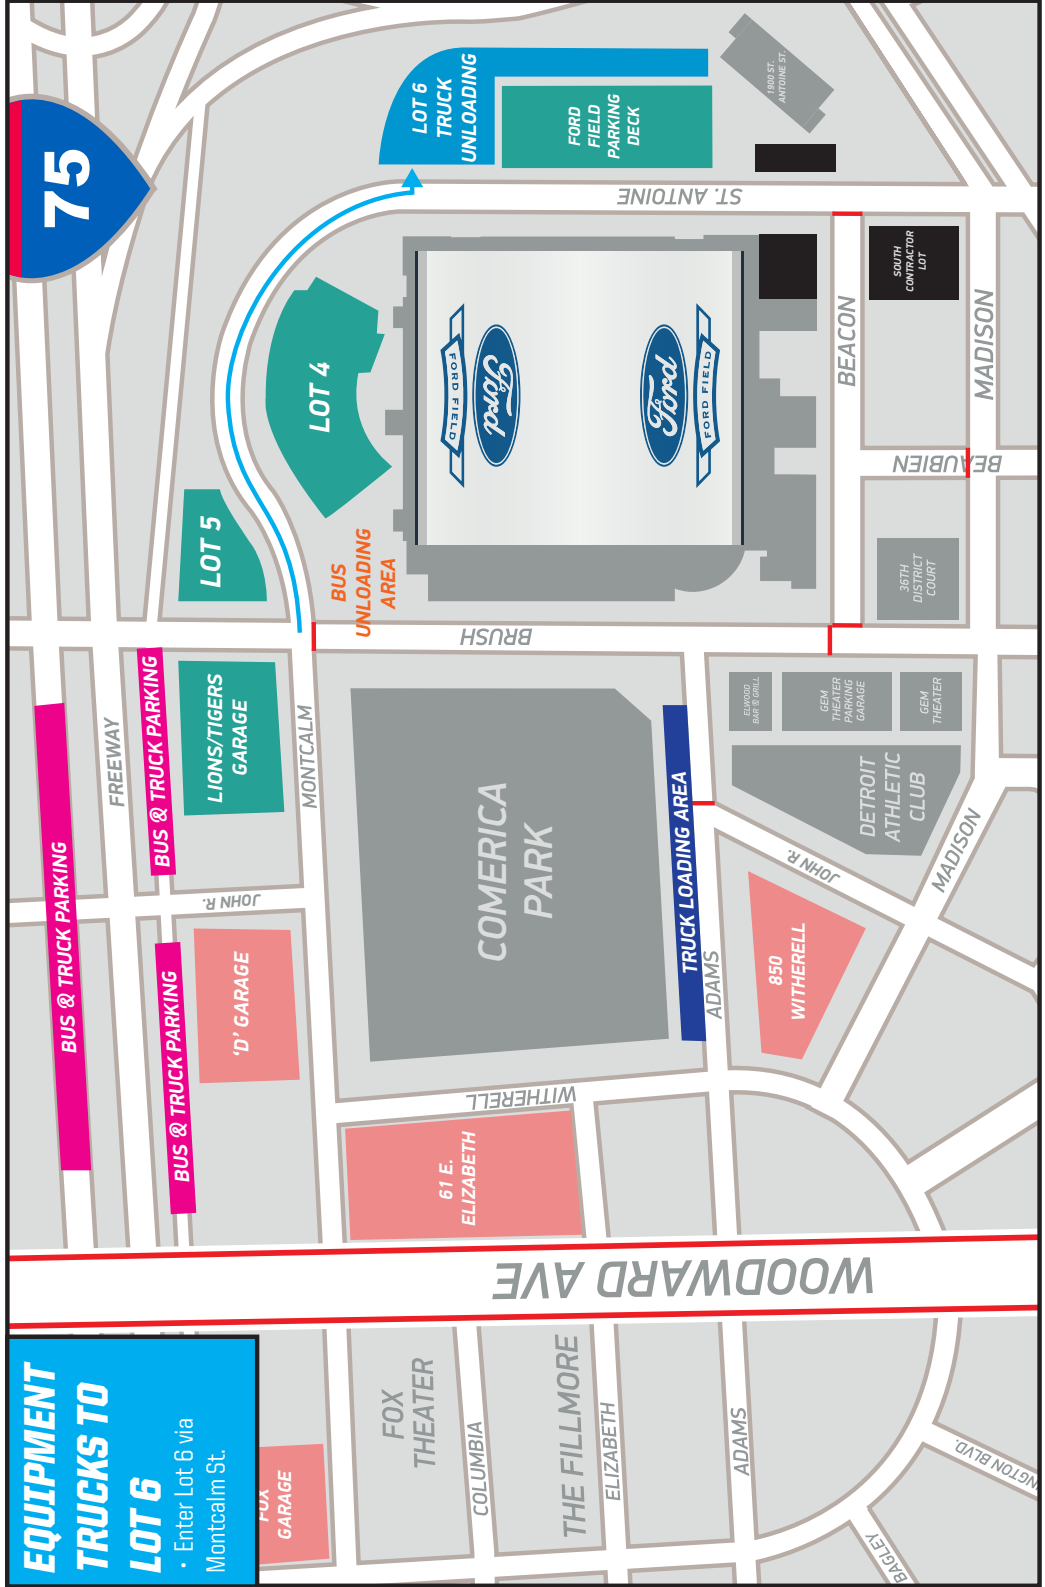 EQUIPMENT
TRUCKS TO
LOT 6
• Enter Lot 6 via
Montcalm St.
75
LOT 6
TRUCK
UNLOADING
FORD
FIELD
PARKING
DECK
1900 ST.
ANTOINE ST.
ST. ANTOINE
SOUTH
CONTRACTOR
LOT
BEACON
MADISON
BEAUBIEN
36TH
DISTRICT
COURT
FORD FIELD
Ford
Ford
FORD FIELD
LOT 4
LOT 5
BUS
UNLOADING
AREA
BRUSH
BUS @ TRUCK PARKING
FREEWAY
BUS @ TRUCK PARKING
LIONS/TIGERS
GARAGE
MONTCALM
COMERICA
PARK
TRUCK LOADING AREA
ELWOOD
BAR @ GRILL
GEM
THEATER
PARKING
GARAGE
GEM
THEATER
DETROIT
ATHLETIC
CLUB
MADISON
JOHN R.
JOHN R.
850
WITHERELL
ADAMS
BUS @ TRUCK PARKING
'D' GARAGE
WITHERELL
61 E.
ELIZABETH
WOODWARD AVE
FOX
GARAGE
FOX
THEATER
COLUMBIA
THE FILLMORE
ELIZABETH
ADAMS
NGTON BLVD.
BAGLEY